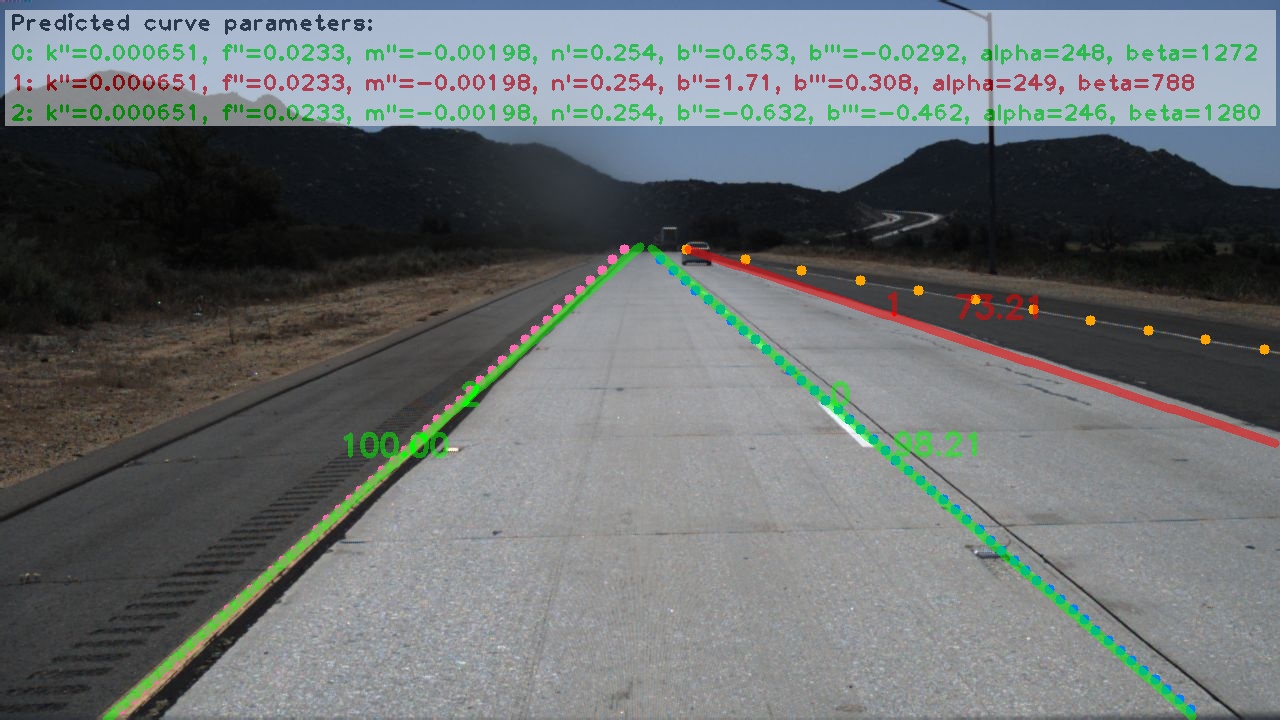 Predicted curve parameters:
0: k''=0.000651, f''=0.0233, m''=-0.00198, n'=0.254, b''=0.653, b'''=-0.0292, alpha=248, beta=1272
1: k''=0.000651, f''=0.0233, m''=-0.00198, n'=0.254, b''=1.71, b'''=0.308, alpha=249, beta=788
2: k''=0.000651, f''=0.0233, m''=-0.00198, n'=0.254, b''=-0.632, b'''=-0.462, alpha=246, beta=1280
1 73.21
2 0
100.00 98.21